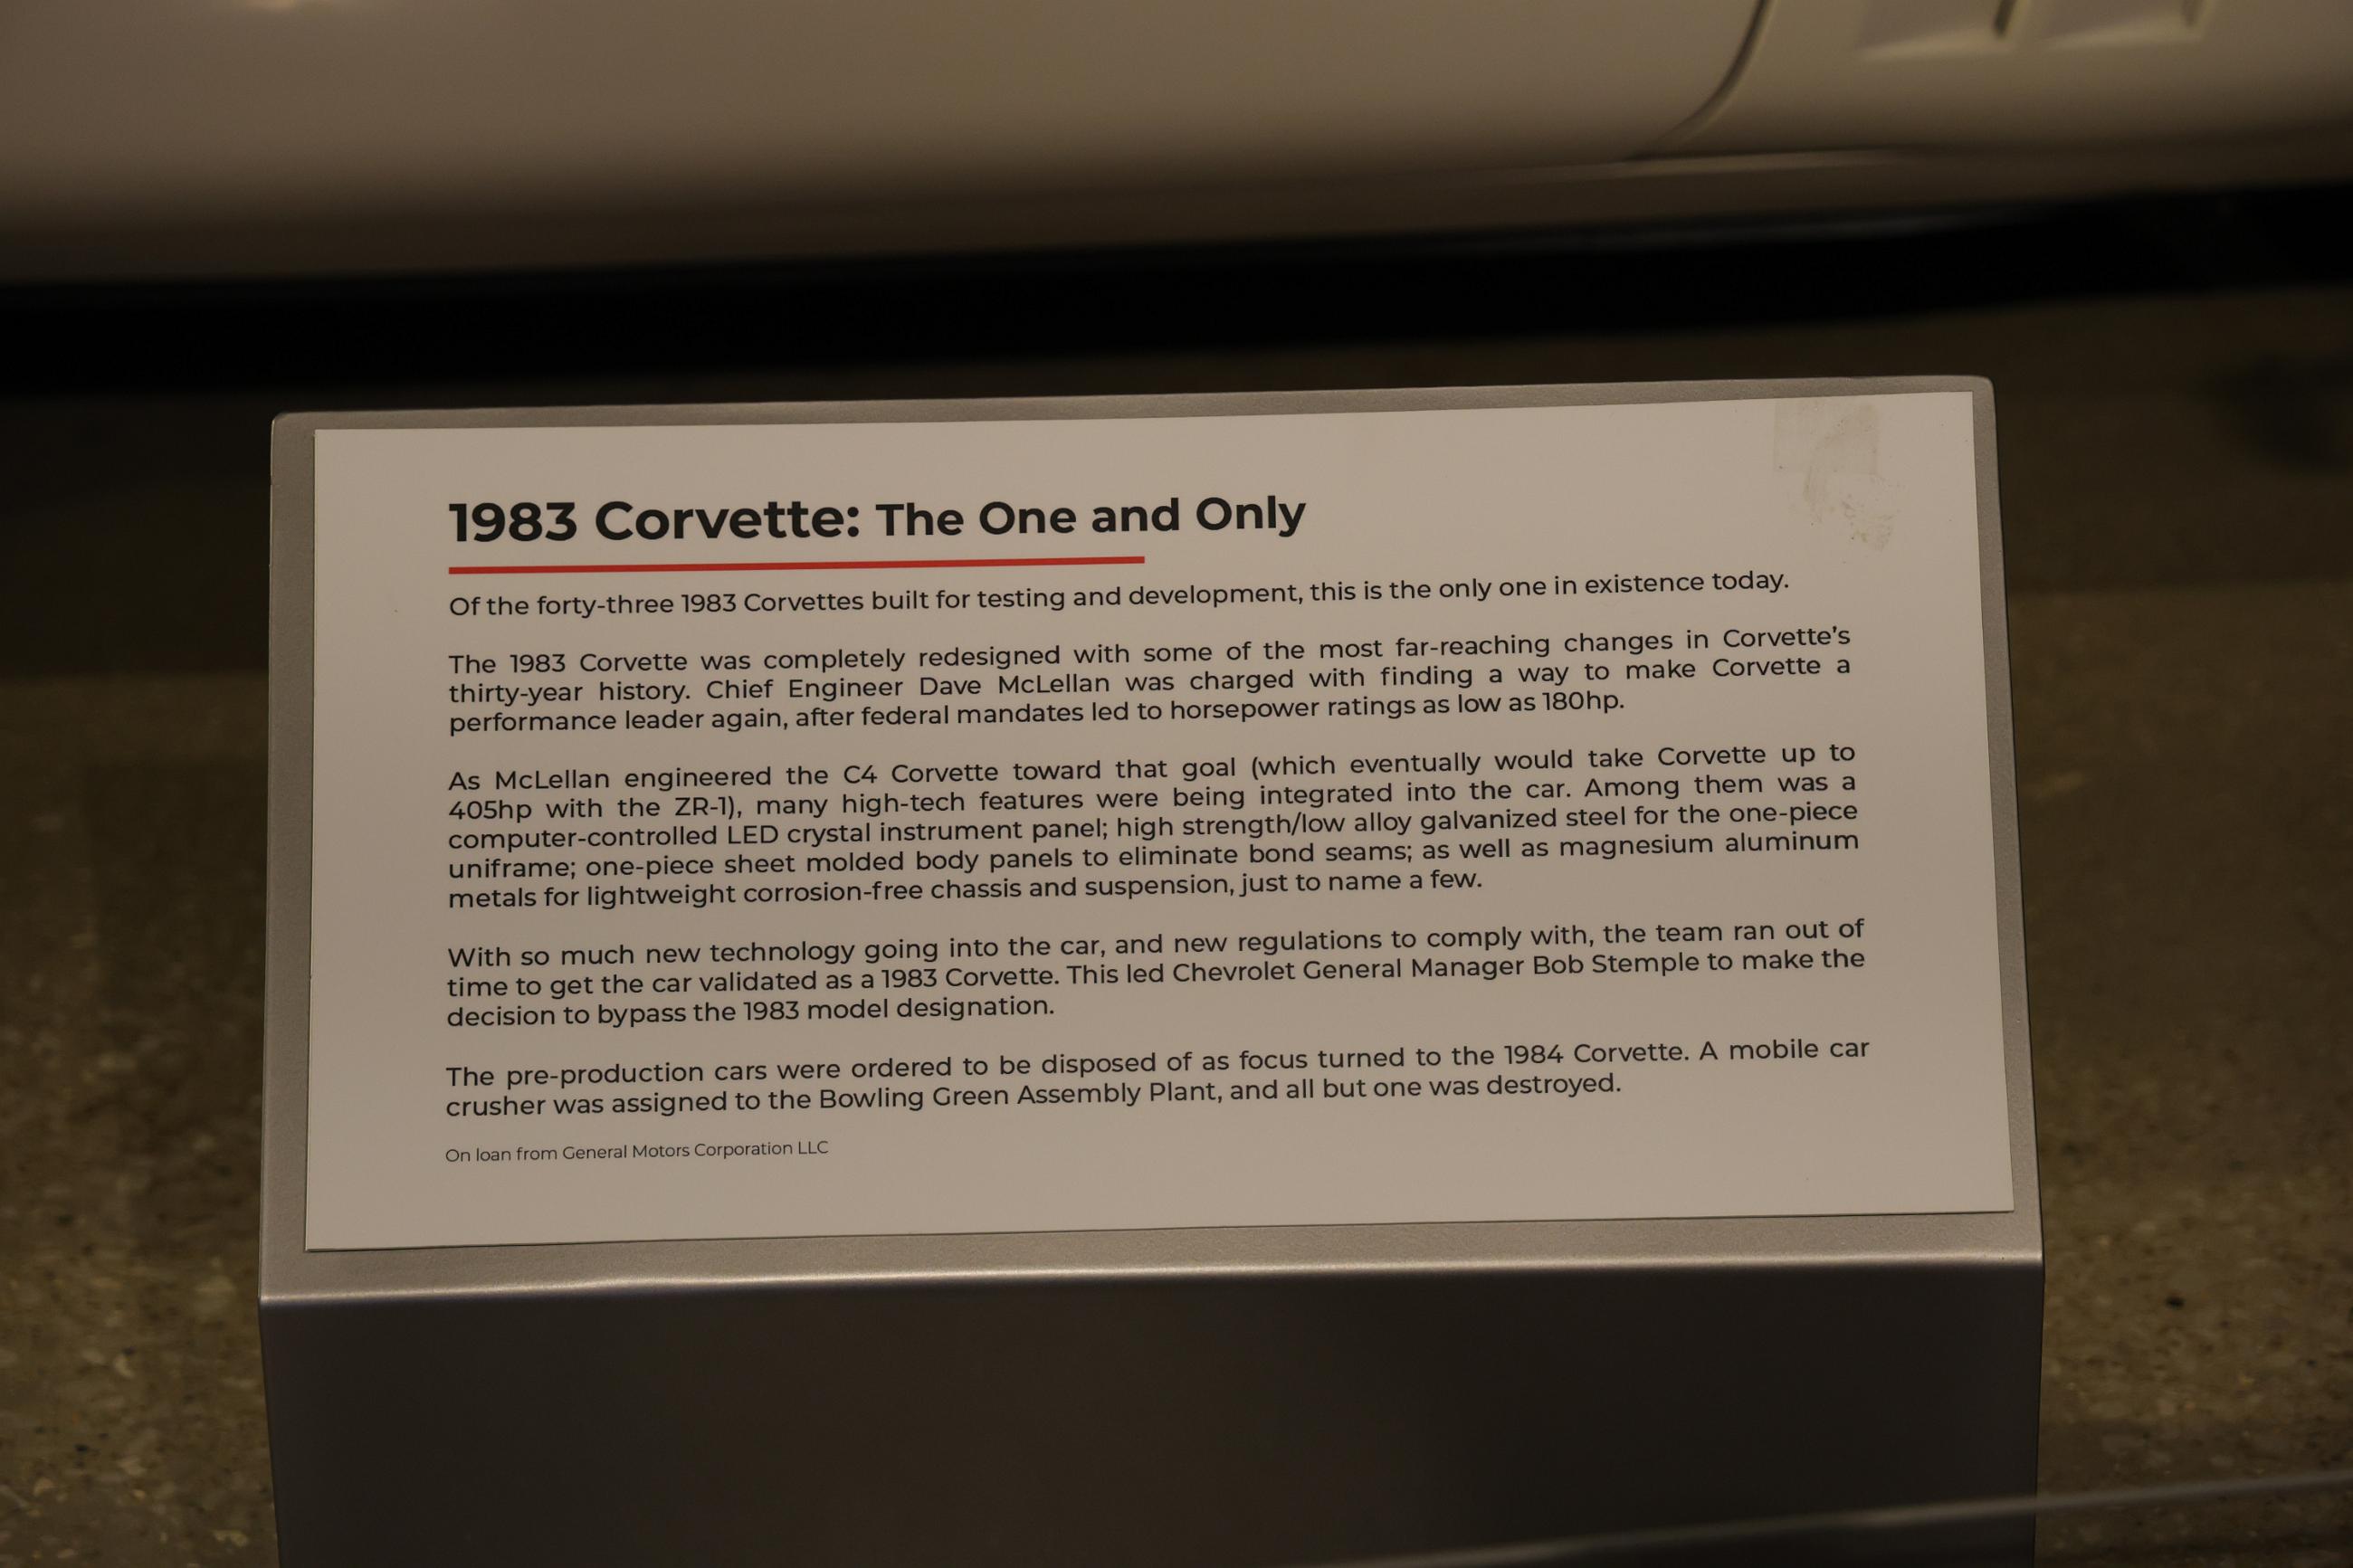 1983 Corvette: The One and Only
Of the forty-three 1983 Corvettes built for testing and development, this is the only one in existence today.
The 1983 Corvette was completely redesigned with some of the most far-reaching changes in Corvette’s
thirty-year history. Chief Engineer Dave McLellan was charged with finding a way to make Corvette a
performance leader again, after federal mandates led to horsepower ratings as low as 180hp.
As McLellan engineered the C4 Corvette toward that goal (which eventually would take Corvette up to
405hp with the ZR-1), many high-tech features were being integrated into the car. Among them was a
computer-controlled LED crystal instrument panel; high strength/low alloy galvanized steel for the one-piece
uniframe; one-piece sheet molded body panels to eliminate bond seams; as well as magnesium aluminum
metals for lightweight corrosion-free chassis and suspension, just to name a few.
With so much new technology going into the car, and new regulations to comply with, the team ran out of
time to get the car validated as a 1983 Corvette. This led Chevrolet General Manager Bob Stemple to make the
decision to bypass the 1983 model designation.
The pre-production cars were ordered to be disposed of as focus turned to the 1984 Corvette. A mobile car
crusher was assigned to the Bowling Green Assembly Plant, and all but one was destroyed.
On loan from General Motors Corporation LLC